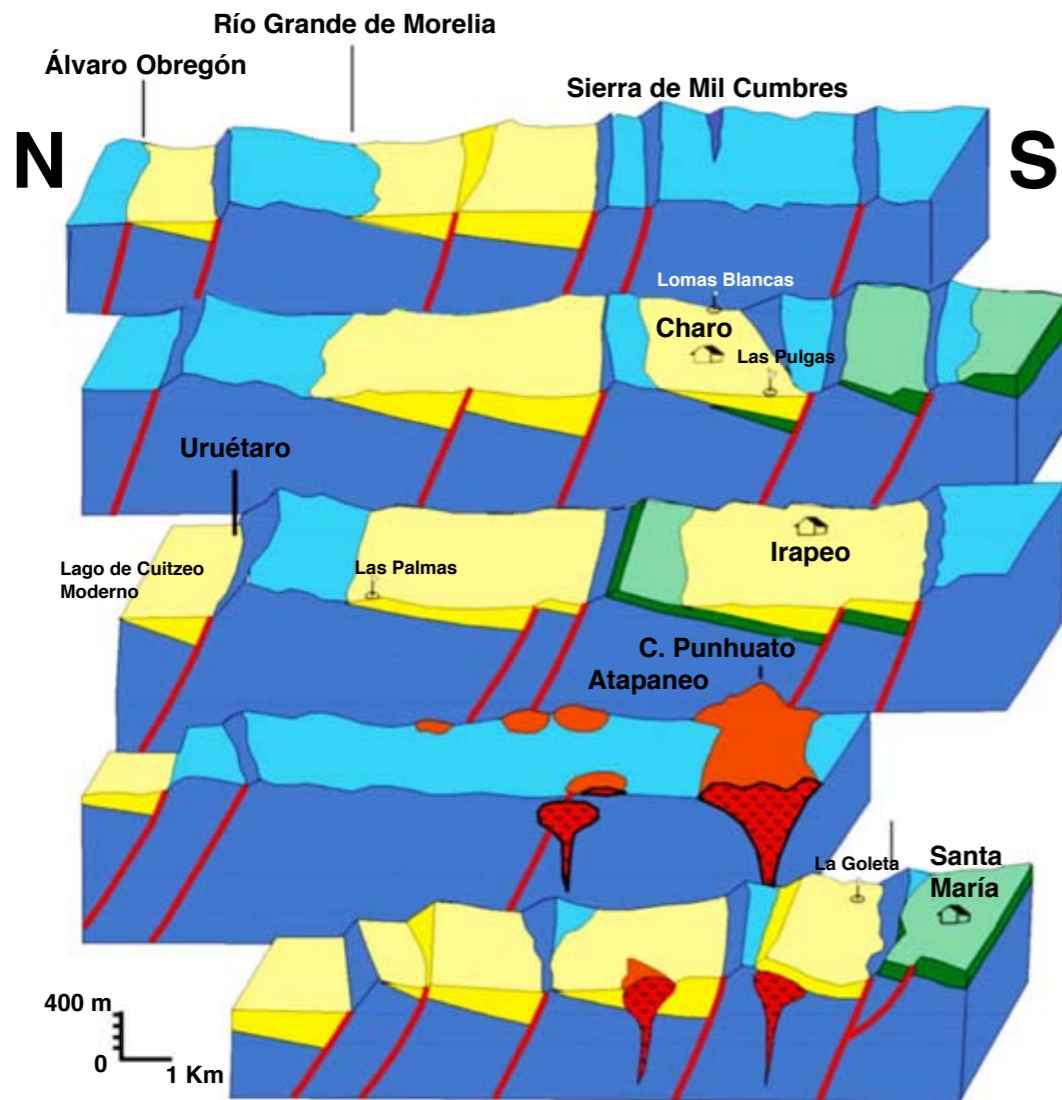 Río Grande de Morelia
Álvaro Obregón
Sierra de Mil Cumbres
N
S
Lomas Blancas
Charo
Las Pulgas
Uruétaro
Irapeo
Lago de Cuitzeo
Moderno
Las Palmas
C. Punhuato
Atapaneo
La Goleta
Santa
María
400 m
0
1 Km